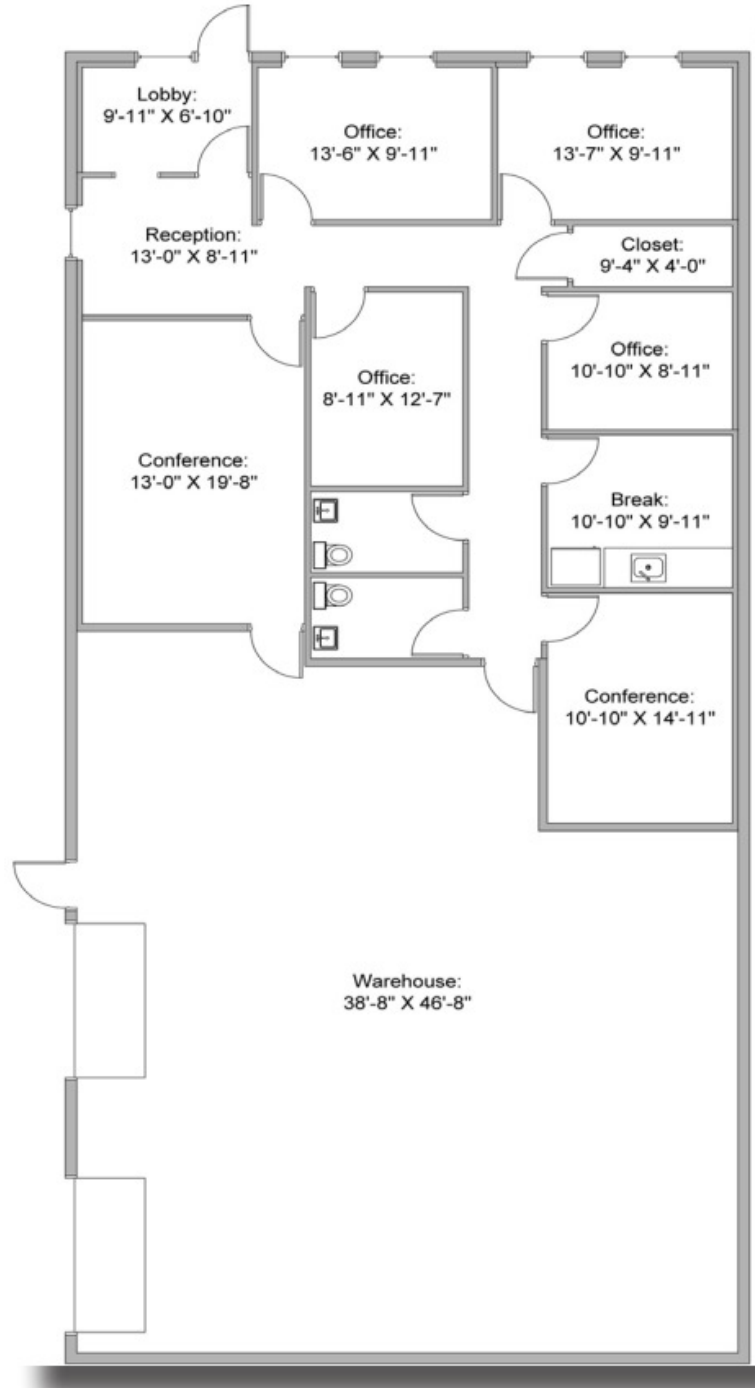 Lobby:
9'-11" X 6'-10"
Office:
13'-6" X 9'-11"
Office:
13'-7" X 9'-11"
Reception:
13'-0" X 8'-11"
Closet:
9'-4" X 4'-0"
Office:
8'-11" X 12'-7"
Office:
10'-10" X 8'-11"
Conference:
13'-0" X 19'-8"
Break:
10'-10" X 9'-11"
Conference:
10'-10" X 14'-11"
Warehouse:
38'-8" X 46'-8"